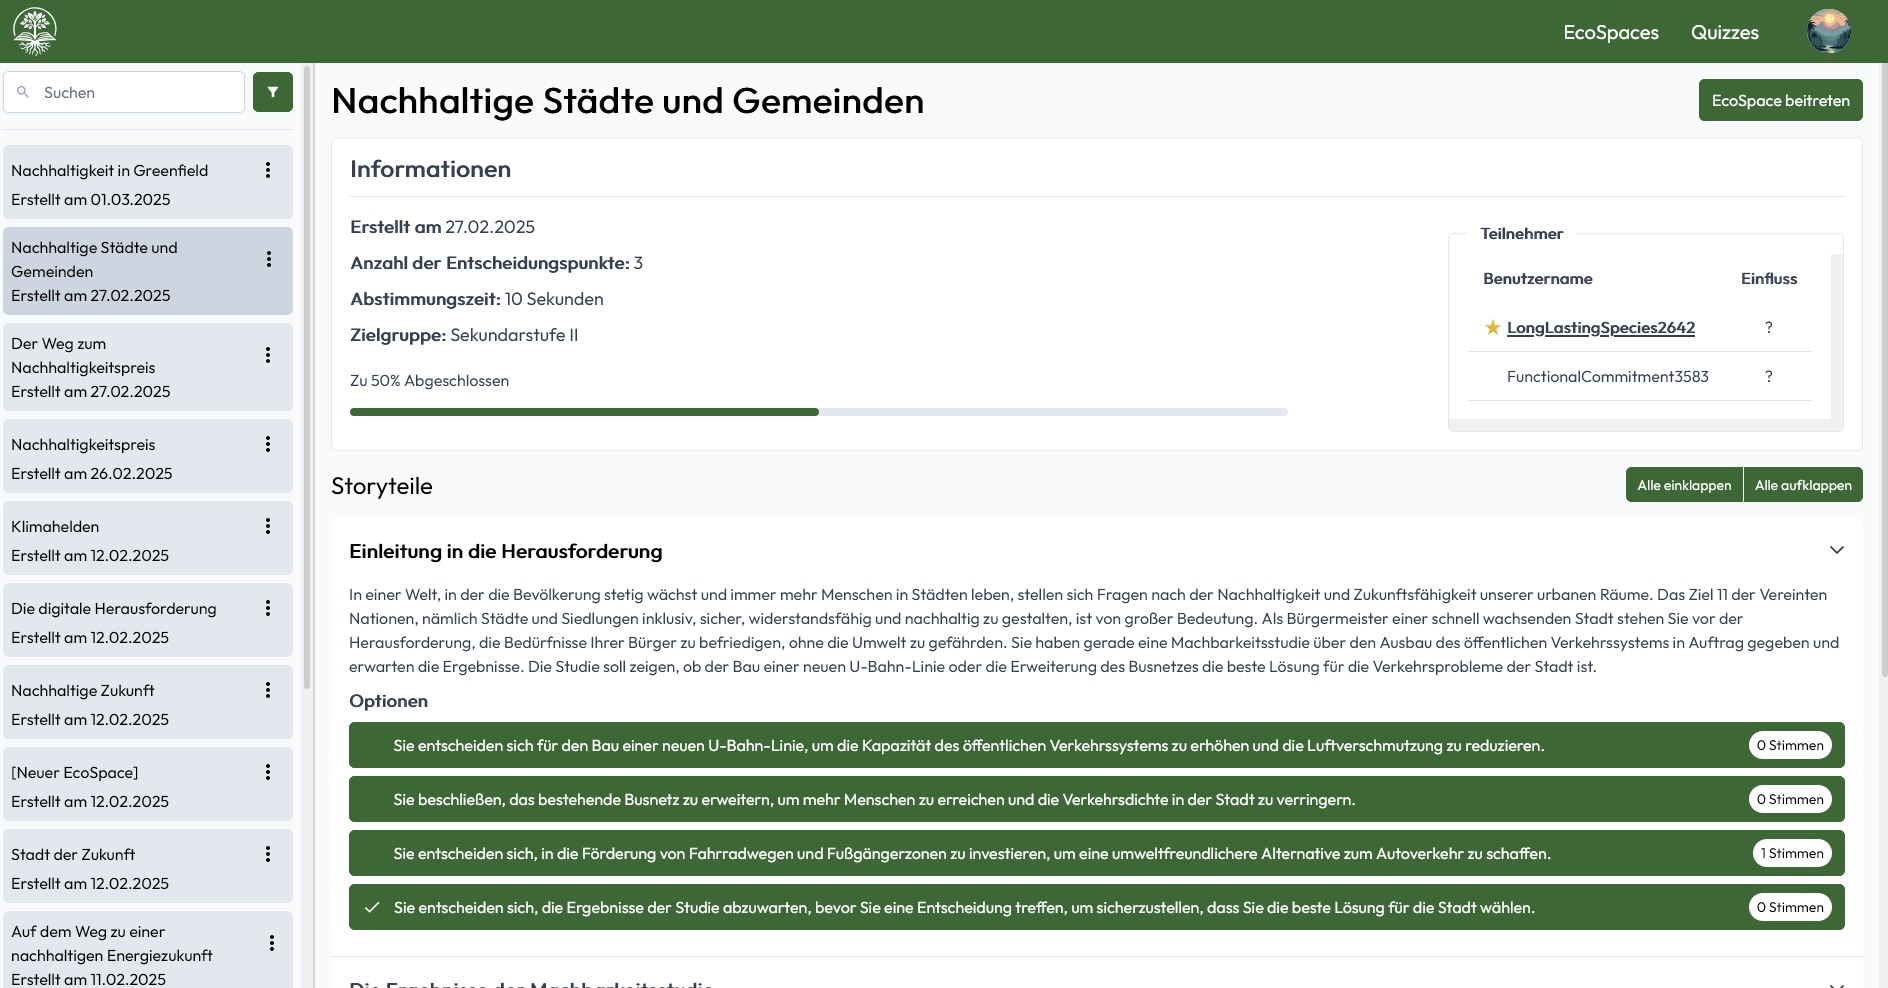 EcoSpaces
Quizzes
Suchen
Nachhaltigkeit in Greenfield
Erstellt am 01.03.2025
Nachhaltige Städte und
Gemeinden
Erstellt am 27.02.2025
Der Weg zum
Nachhaltigkeitspreis
Erstellt am 27.02.2025
Nachhaltigkeitspreis
Erstellt am 26.02.2025
Klimahelden
Erstellt am 12.02.2025
Die digitale Herausforderung
Erstellt am 12.02.2025
Nachhaltige Zukunft
Erstellt am 12.02.2025
[Neuer EcoSpace]
Erstellt am 12.02.2025
Stadt der Zukunft
Erstellt am 12.02.2025
Auf dem Weg zu einer
nachhaltigen Energiezukunft
Erstellt am 11.02.2025
Nachhaltige Städte und Gemeinden
EcoSpace beitreten
Informationen
Erstellt am 27.02.2025
Anzahl der Entscheidungspunkte: 3
Abstimmungszeit: 10 Sekunden
Zielgruppe: Sekundarstufe II
Zu 50% Abgeschlossen
Teilnehmer
Benutzername Einfluss
LongLastingSpecies2642 ?
FunctionalCommitment3583 ?
Storyteile
Alle einklappen
Alle aufklappen
Einleitung in die Herausforderung
In einer Welt, in der die Bevölkerung stetig wächst und immer mehr Menschen in Städten leben, stellen sich Fragen nach der Nachhaltigkeit und Zukunftsfähigkeit unserer urbanen Räume. Das Ziel 11 der Vereinten
Nationen, nämlich Städte und Siedlungen inklusiv, sicher, widerstandsfähig und nachhaltig zu gestalten, ist von großer Bedeutung. Als Bürgermeister einer schnell wachsenden Stadt stehen Sie vor der
Herausforderung, die Bedürfnisse Ihrer Bürger zu befriedigen, ohne die Umwelt zu gefährden. Sie haben gerade eine Machbarkeitsstudie über den Ausbau des öffentlichen Verkehrssystems in Auftrag gegeben und
erwarten die Ergebnisse. Die Studie soll zeigen, ob der Bau einer neuen U-Bahn-Linie oder die Erweiterung des Busnetzes die beste Lösung für die Verkehrsprobleme der Stadt ist.
Optionen
Sie entscheiden sich für den Bau einer neuen U-Bahn-Linie, um die Kapazität des öffentlichen Verkehrssystems zu erhöhen und die Luftverschmutzung zu reduzieren. 0 Stimmen
Sie beschließen, das bestehende Busnetz zu erweitern, um mehr Menschen zu erreichen und die Verkehrsdichte in der Stadt zu verringern. 0 Stimmen
Sie entscheiden sich, in die Förderung von Fahrradwegen und Fußgängerzonen zu investieren, um eine umweltfreundlichere Alternative zum Autoverkehr zu schaffen. 1 Stimmen
Sie entscheiden sich, die Ergebnisse der Studie abzuwarten, bevor Sie eine Entscheidung treffen, um sicherzustellen, dass Sie die beste Lösung für die Stadt wählen. 0 Stimmen
Die Ergebnisse der Machbarkeitsstudie